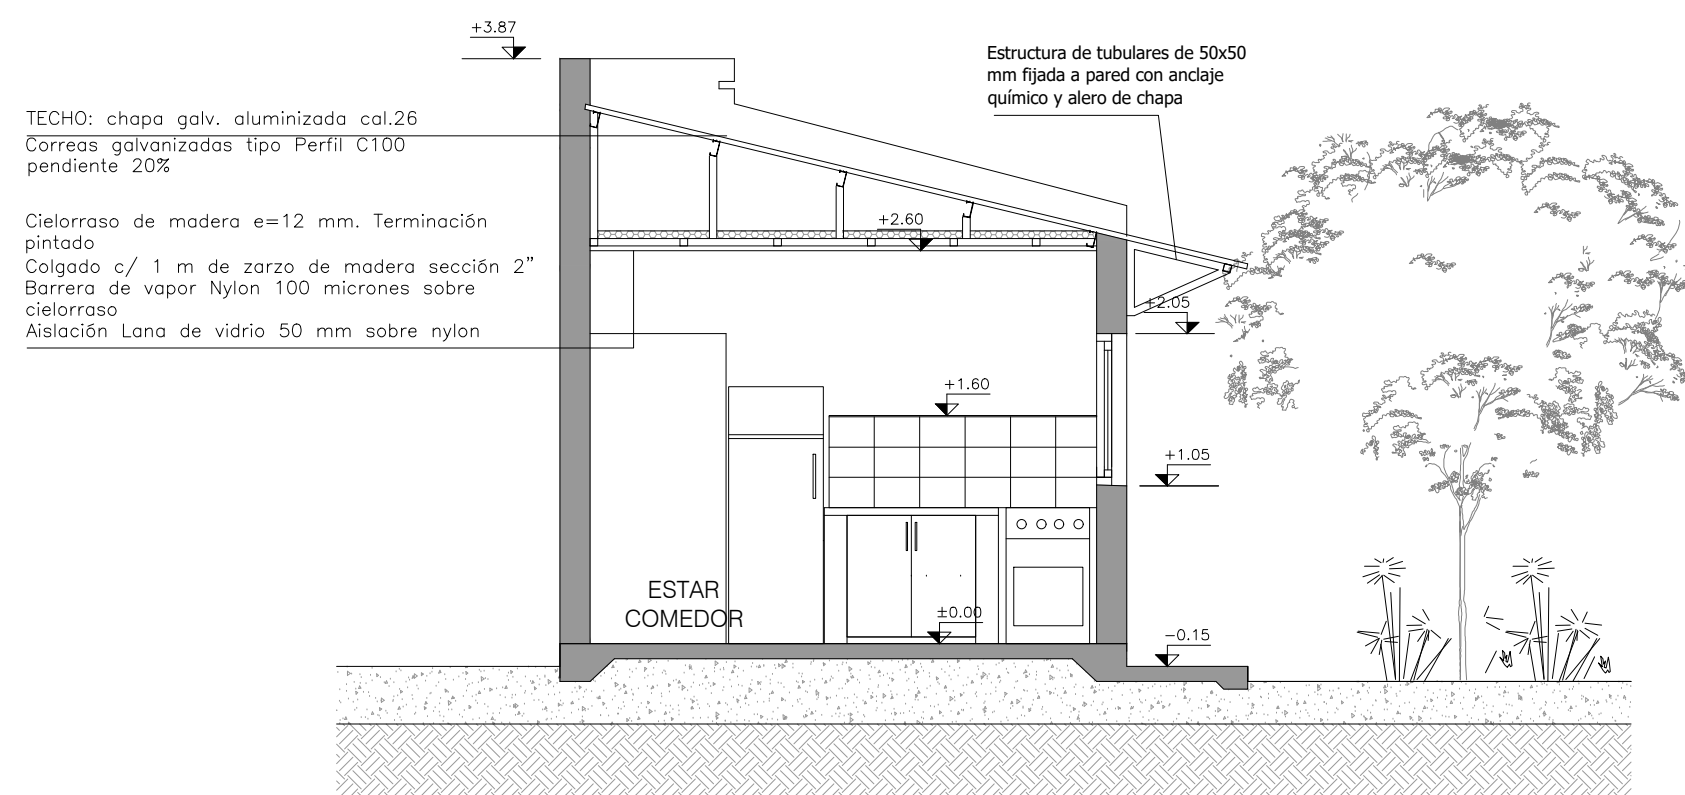 +3.87
Estructura de tubulares de 50x50
mm fijada a pared con anclaje
químico y alero de chapa
TECHO: chapa galv. aluminizada cal.26
Correas galvanizadas tipo Perfil C100
pendiente 20%
Cielorraso de madera e=12 mm. Terminación
pintado
Colgado c/ 1 m de zarzo de madera sección 2”
Barrera de vapor Nylon 100 micrones sobre
cielorraso
Aislación Lana de vidrio 50 mm sobre nylon
+2.60
+2.05
+1.60
+1.05
ESTAR
COMEDOR
±0.00
−0.15